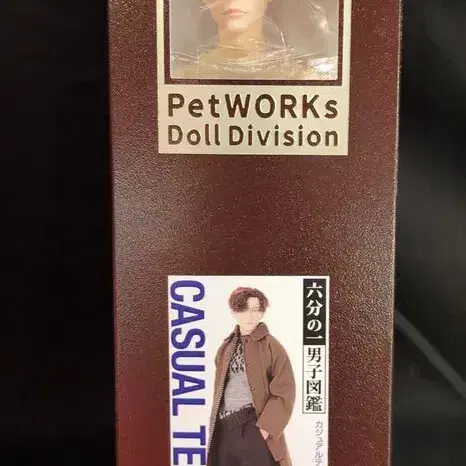 PetWORKs
Doll Division
CASUAL TE
六分の一
男子図鑑
カジュアルテ